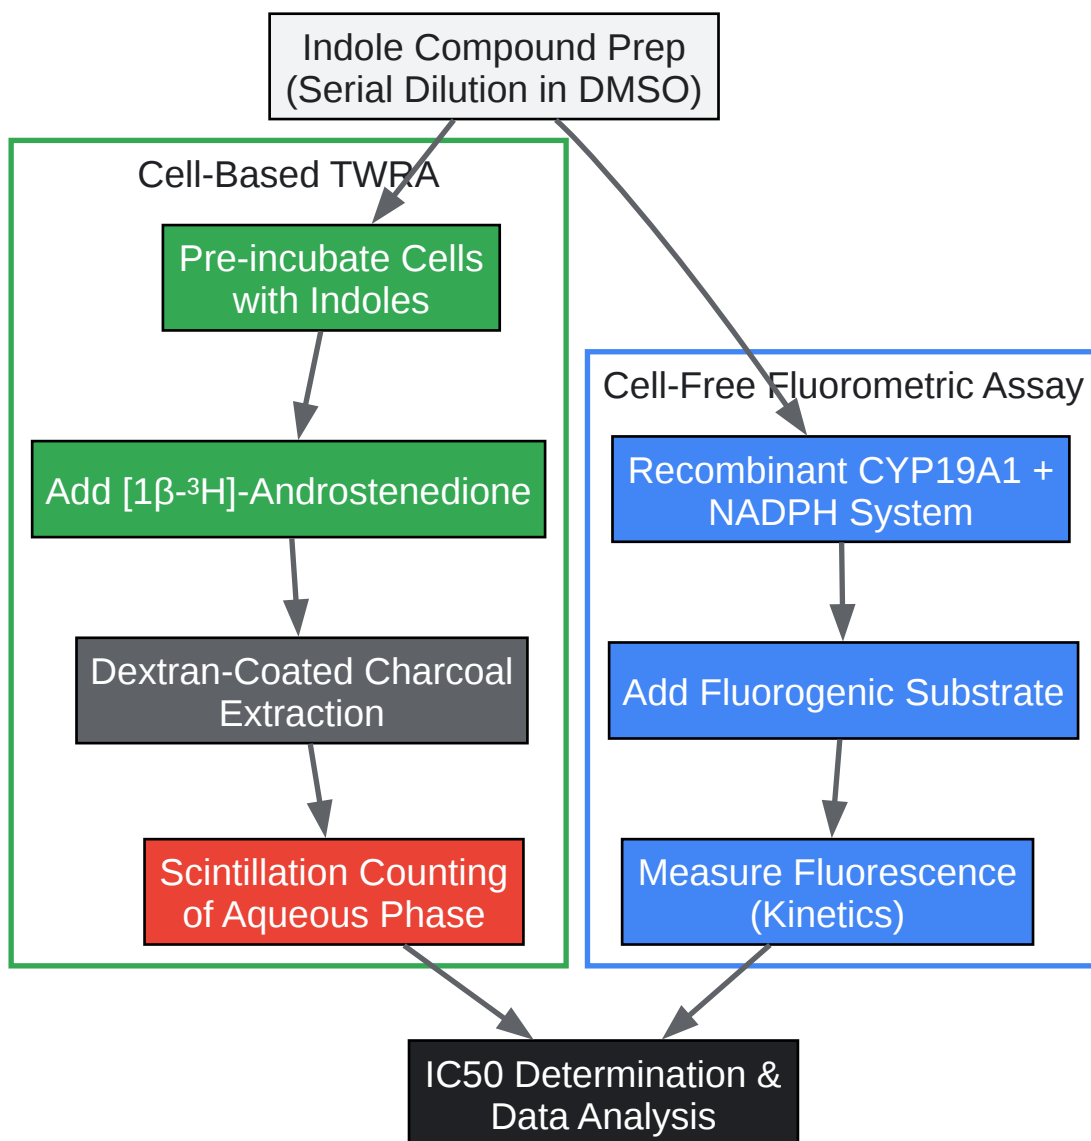 Indole Compound Prep
(Serial Dilution in DMSO)
Cell-Based TWRA
Pre-incubate Cells
with Indoles
Add [1β-³H]-Androstenedione
Dextran-Coated Charcoal
Extraction
Scintillation Counting
of Aqueous Phase
Cell-Free Fluorometric Assay
Recombinant CYP19A1 +
NADPH System
Add Fluorogenic Substrate
Measure Fluorescence
(Kinetics)
IC50 Determination &
Data Analysis